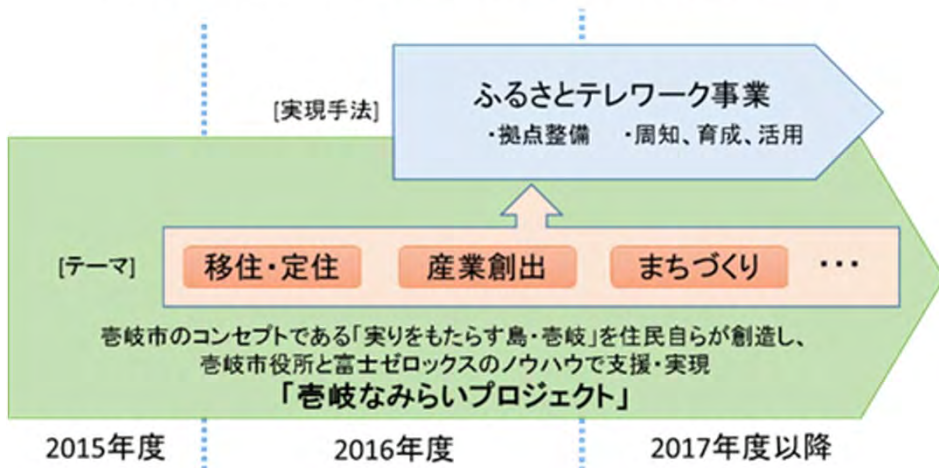 ふるさとテレワーク事業
[実現手法]
・拠点整備　・周知、育成、活用
[テーマ]
移住・定住
産業創出
まちづくり
・・・
壱岐市のコンセプトである「実りをもたらす島・壱岐」を住民自らが創造し、
壱岐市役所と富士ゼロックスのノウハウで支援・実現
「壱岐なみらいプロジェクト」
2015年度
2016年度
2017年度以降